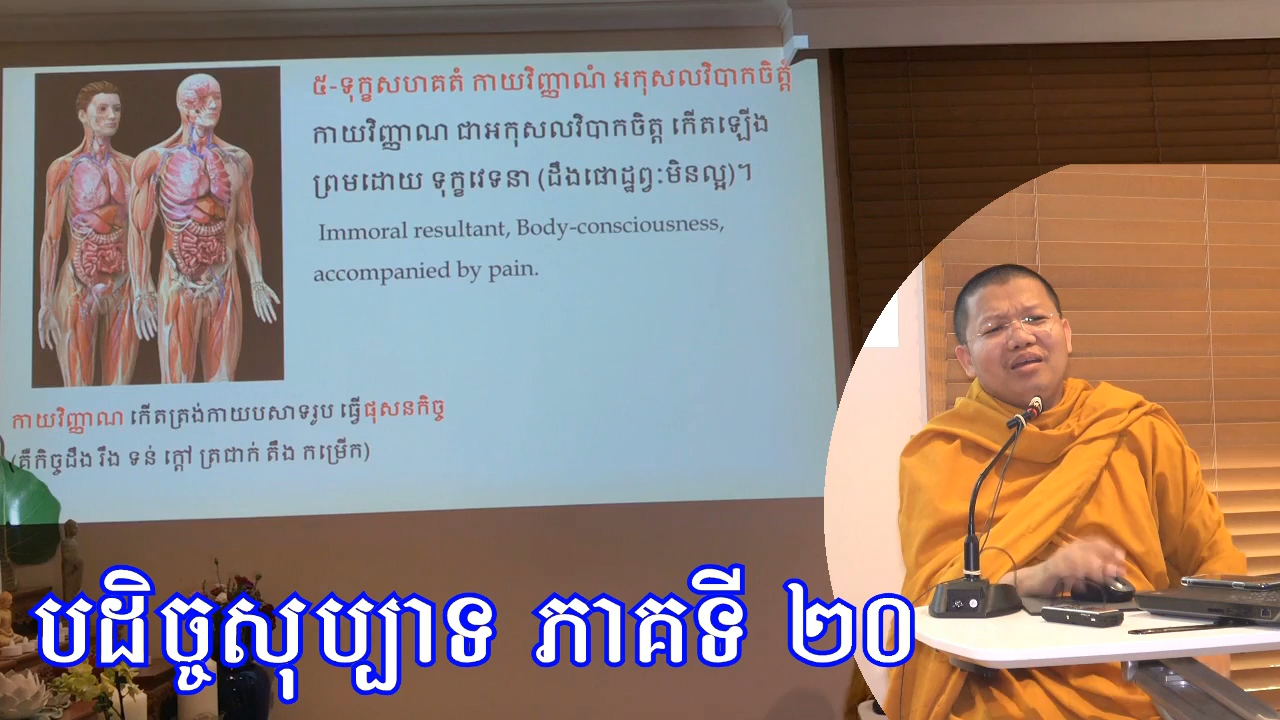 ៥-ទុក្ខសហគតំ កាយវិញ្ញាណំ អកុសលវិបាកចិត្តំ
កាយវិញ្ញាណ ជាអកុសលវិបាកចិត្ត កើតឡើង
ព្រមដោយ ទុក្ខវេទនា (ដឹងផោដ្ឋព្វៈមិនល្អ)។
Immoral resultant, Body-consciousness,
accompanied by pain.
កាយវិញ្ញាណ កើតត្រង់កាយបសាទរូប ធ្វើផុសនកិច្ច
(គឺកិច្ចដឹង រឹង ទន់ ក្ដៅ ត្រជាក់ តឹង កម្រើក)
បដិច្ចសុប្បាទ ភាគទី ២០